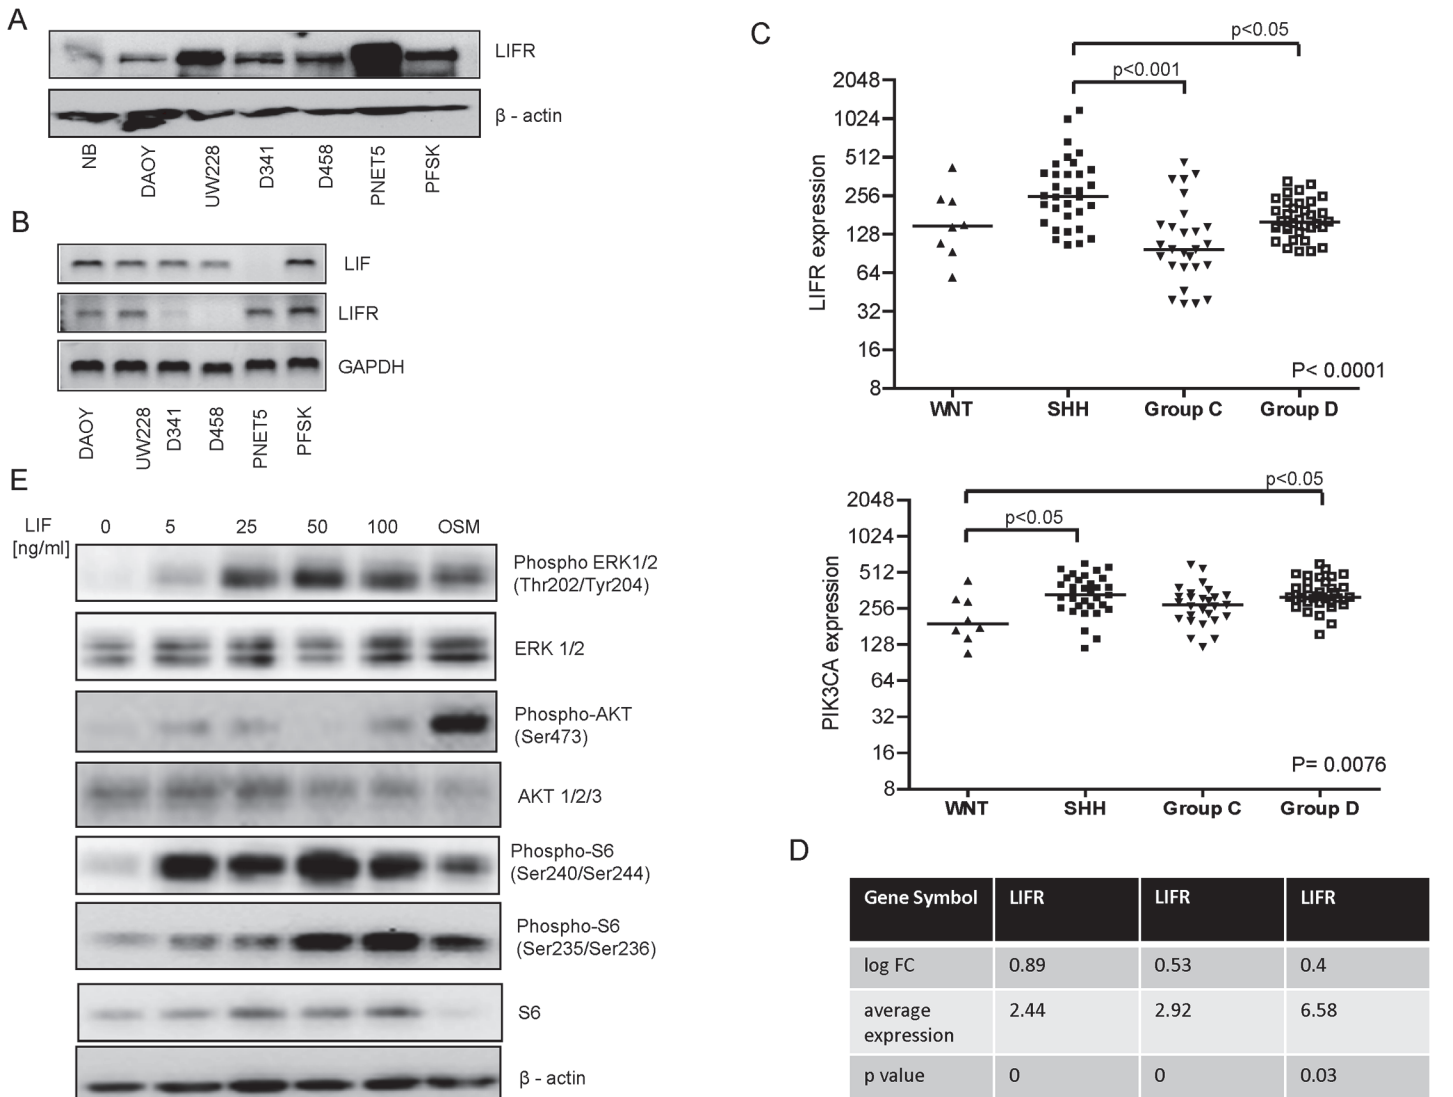 A
LIFR
β - actin
NB
DAOY
UW228
D341
D458
PNET5
PFSK
B
LIF
LIFR
GAPDH
DAOY
UW228
D341
D458
PNET5
PFSK
C
p<0.05
p<0.001
LIFR expression
2048
1024
512
256
128
64
32
16
8
P< 0.0001
WNT
SHH
Group C
Group D
p<0.05
p<0.05
PIK3CA expression
2048
1024
512
256
128
64
32
16
8
P= 0.0076
WNT
SHH
Group C
Group D
D
Gene Symbol LIFR LIFR LIFR
log FC 0.89 0.53 0.4
average 2.44 2.92 6.58
expression
p value 0 0 0.03
E
LIF 0 5 25 50 100 OSM
[ng/ml]
Phospho ERK1/2
(Thr202/Tyr204)
ERK 1/2
Phospho-AKT
(Ser473)
AKT 1/2/3
Phospho-S6
(Ser240/Ser244)
Phospho-S6
(Ser235/Ser236)
S6
β - actin